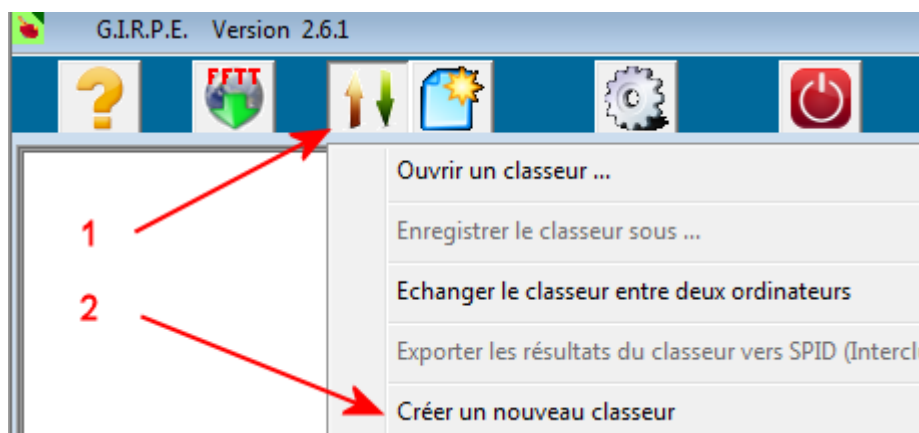 G.I.R.P.E. Version 2.6.1
FFTT
Ouvrir un classeur ...
1
Enregistrer le classeur sous ...
2
Echanger le classeur entre deux ordinateurs
Exporter les résultats du classeur vers SPID
Créer un nouveau classeur